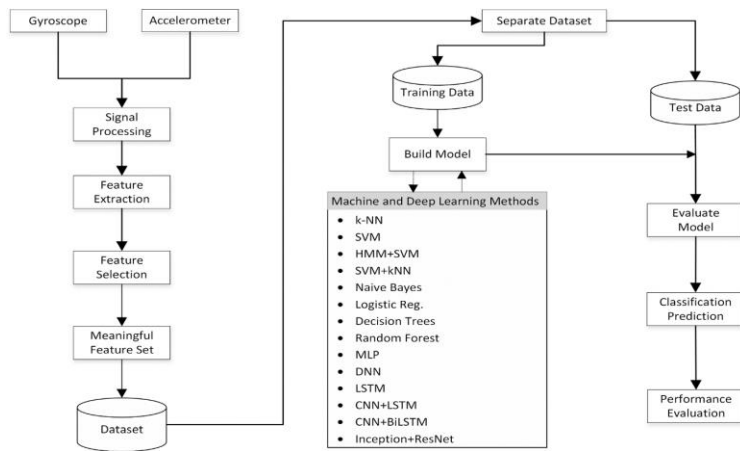 Gyroscope
Accelerometer
Signal
Processing
Feature
Extraction
Feature
Selection
Meaningful
Feature Set
Dataset
Separate Dataset
Training Data
Test Data
Build Model
Machine and Deep Learning Methods
• k-NN
• SVM
• HMM+SVM
• SVM+kNN
• Naive Bayes
• Logistic Reg.
• Decision Trees
• Random Forest
• MLP
• DNN
• LSTM
• CNN+LSTM
• CNN+BiLSTM
• Inception+ResNet
Evaluate
Model
Classification
Prediction
Performance
Evaluation